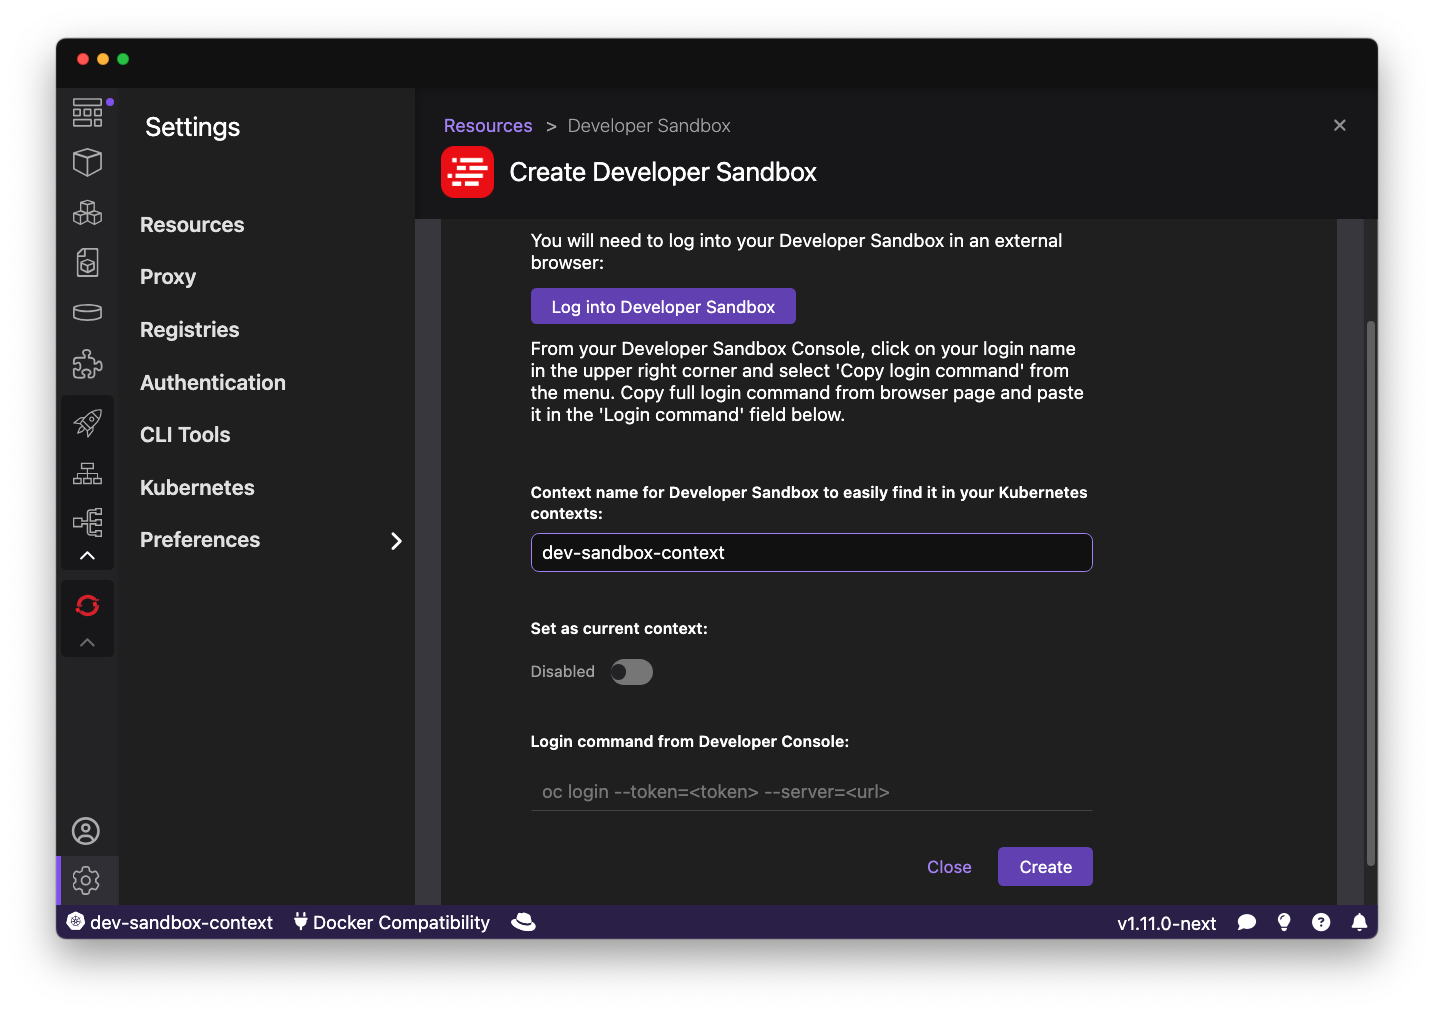 Settings
Resources
Proxy
Registries
Authentication
CLI Tools
Kubernetes
Preferences
Resources > Developer Sandbox
Create Developer Sandbox
You will need to log into your Developer Sandbox in an external
browser:
Log into Developer Sandbox
From your Developer Sandbox Console, click on your login name
in the upper right corner and select 'Copy login command' from
the menu. Copy full login command from browser page and paste
it in the 'Login command' field below.
Context name for Developer Sandbox to easily find it in your Kubernetes
contexts:
dev-sandbox-context
Set as current context:
Disabled
Login command from Developer Console:
oc login --token=<token> --server=<url>
Close
Create
dev-sandbox-context
Docker Compatibility
v1.11.0-next